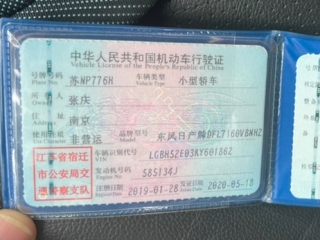 中华人民共和国机动车行驶证
Vehicle License of the People's Republic of China
号牌号码 苏NP776H 车辆类型 小型轿车
Plate No. Vehicle Type
所有人 张庆
Owner
住址 南京
Address
使用性质 非营运 品牌型号 东风日产牌DFL7160VBNH2
Use Character Model
江苏省宿迁 车辆识别代号 LGBH52E03KY601862
VIN
市公安局交 发动机号码 585134J
Engine No.
通警察支队 注册日期 2019-01-28 发证日期 2020-05-18
Register Date Issue Date